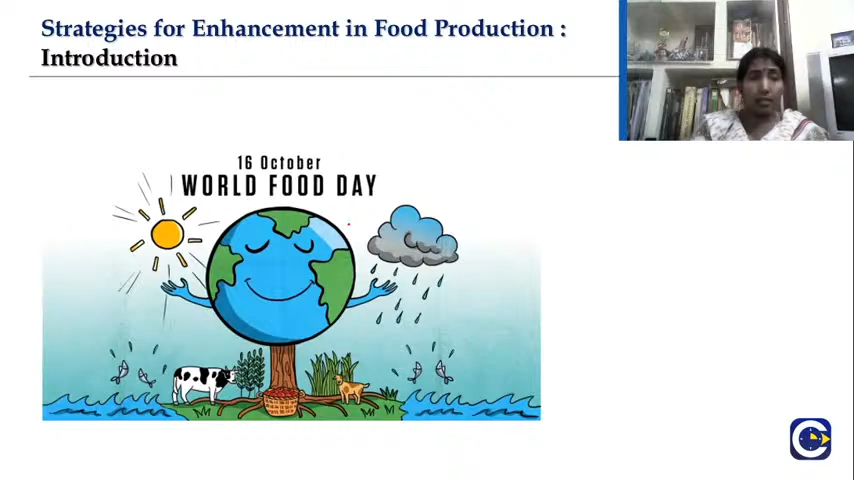 Strategies for Enhancement in Food Production :
Introduction
16 October
WORLD FOOD DAY